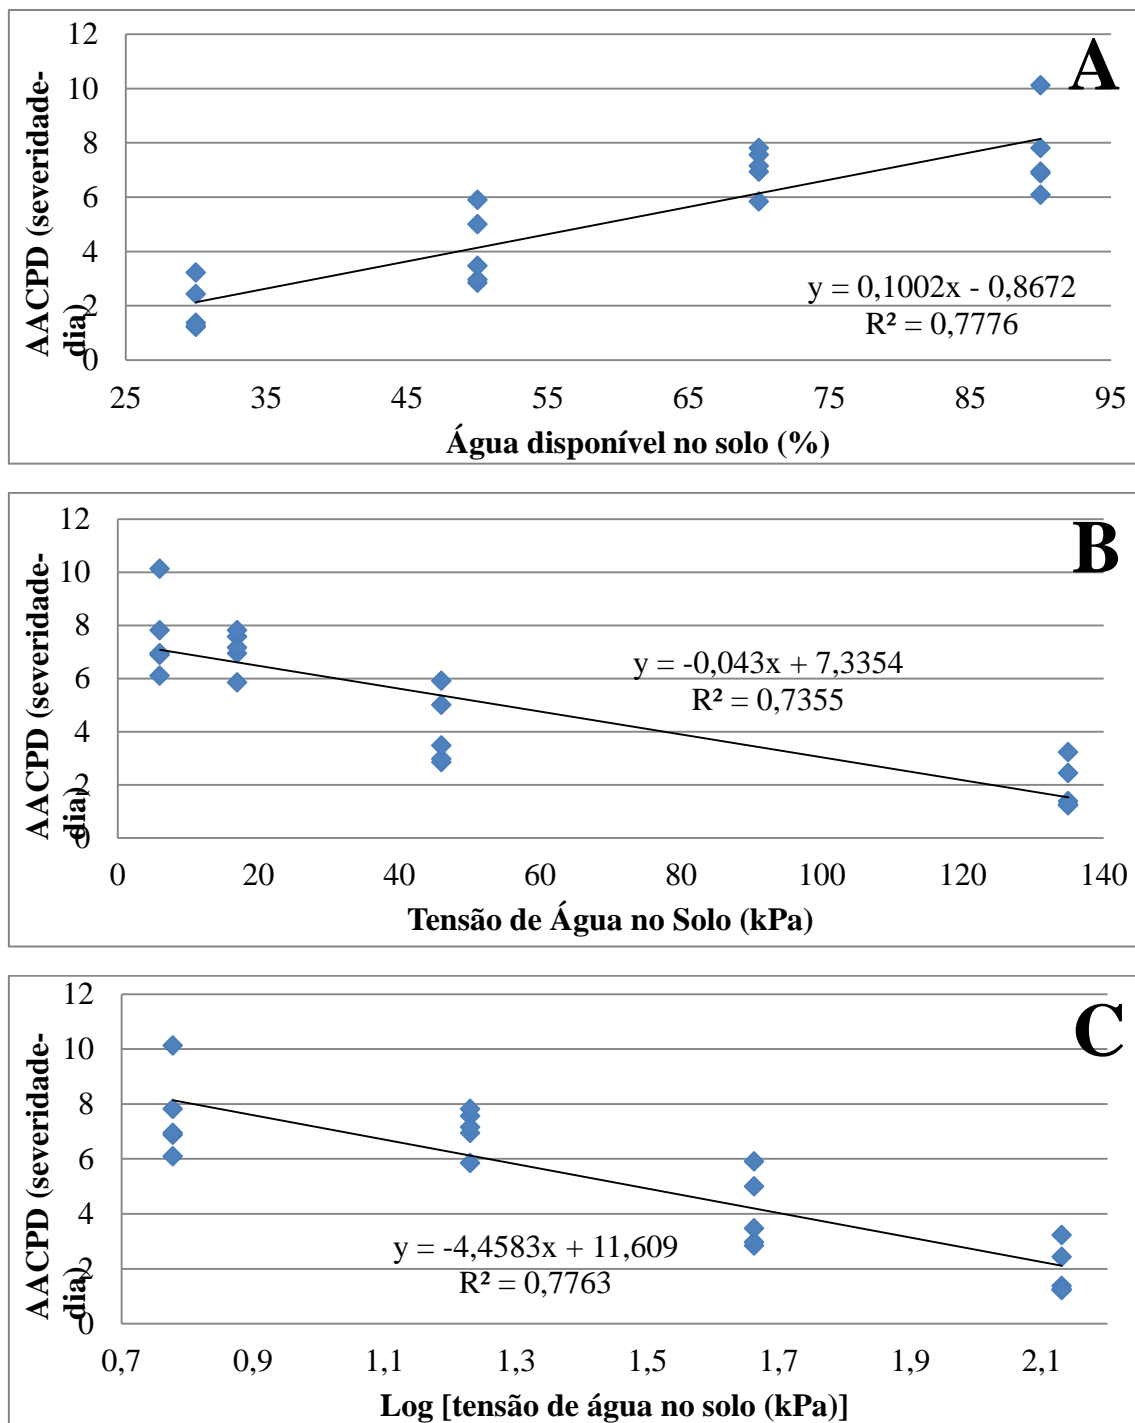 A
AACPD (severidade-
dia)
12
10
8
6
4
2
0
y = 0,1002x - 0,8672
R² = 0,7776
25 35 45 55 65 75 85 95
Água disponível no solo (%)
B
AACPD (severidade-
dia)
12
10
8
6
4
2
0
y = -0,043x + 7,3354
R² = 0,7355
0 20 40 60 80 100 120 140
Tensão de Água no Solo (kPa)
C
AACPD (severidade-
dia)
12
10
8
6
4
2
0
y = -4,4583x + 11,609
R² = 0,7763
0,7 0,9 1,1 1,3 1,5 1,7 1,9 2,1
Log [tensão de água no solo (kPa)]